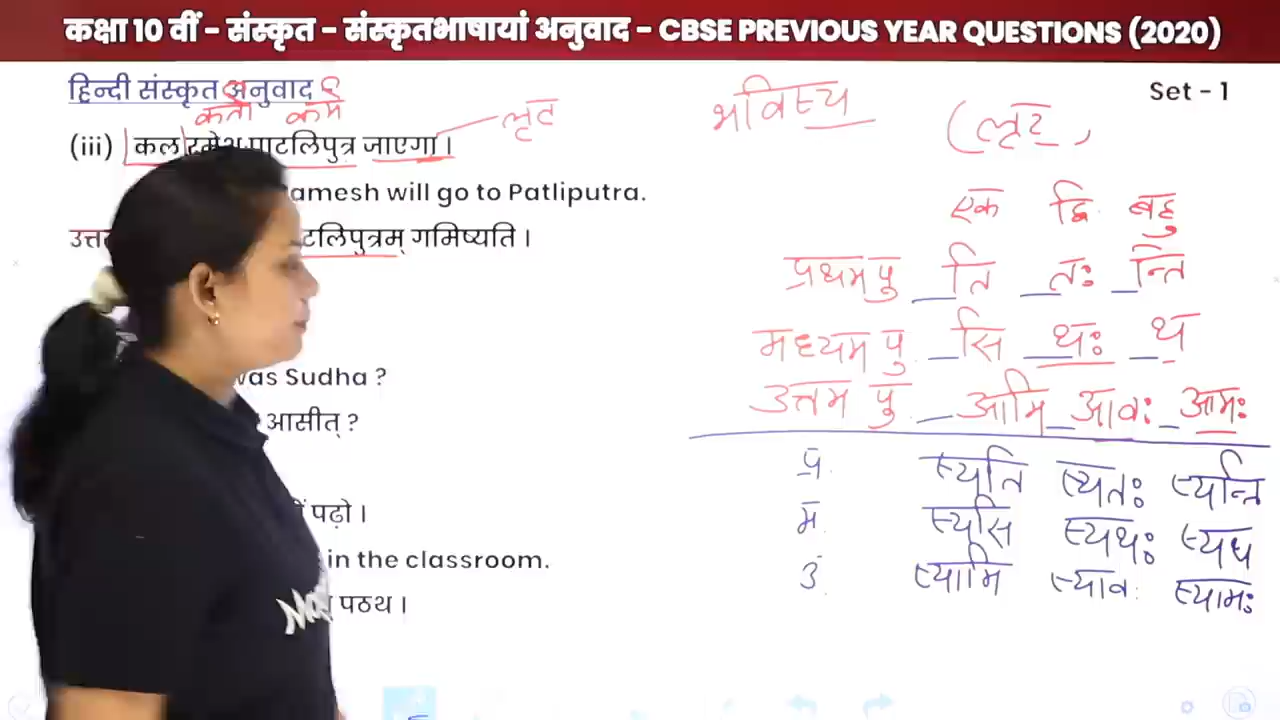 कक्षा 10 वीं - संस्कृत - संस्कृतभाषायां अनुवाद - CBSE PREVIOUS YEAR QUESTIONS (2020)
हिन्दी संस्कृत अनुवाद
Set - 1
कर्ता कर्म
लृट
भविस्य
(लृट)
(iii) कल रमेश पाटलिपुत्र जाएगा ।
amesh will go to Patliputra.
पाटलिपुत्रम् गमिष्यति ।
was Sudha ?
आसीत् ?
पढ़ो ।
in the classroom.
पठथ ।
एक द्वि बहु
प्रथम पु _ति _तः _न्ति
मध्यम पु _सि _थः _थ
उत्तम पु _आमि _आवः _आमः
प्र. स्यति स्यतः स्यन्ति
म. स्यसि स्यथः स्यथ
उ. स्यामि स्यावः स्यामः